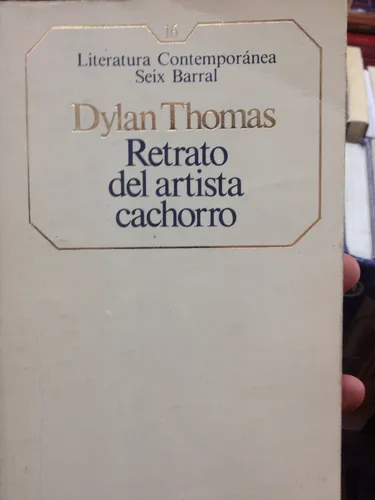 16
Literatura Contemporánea
Seix Barral
Dylan Thomas
Retrato
del artista
cachorro